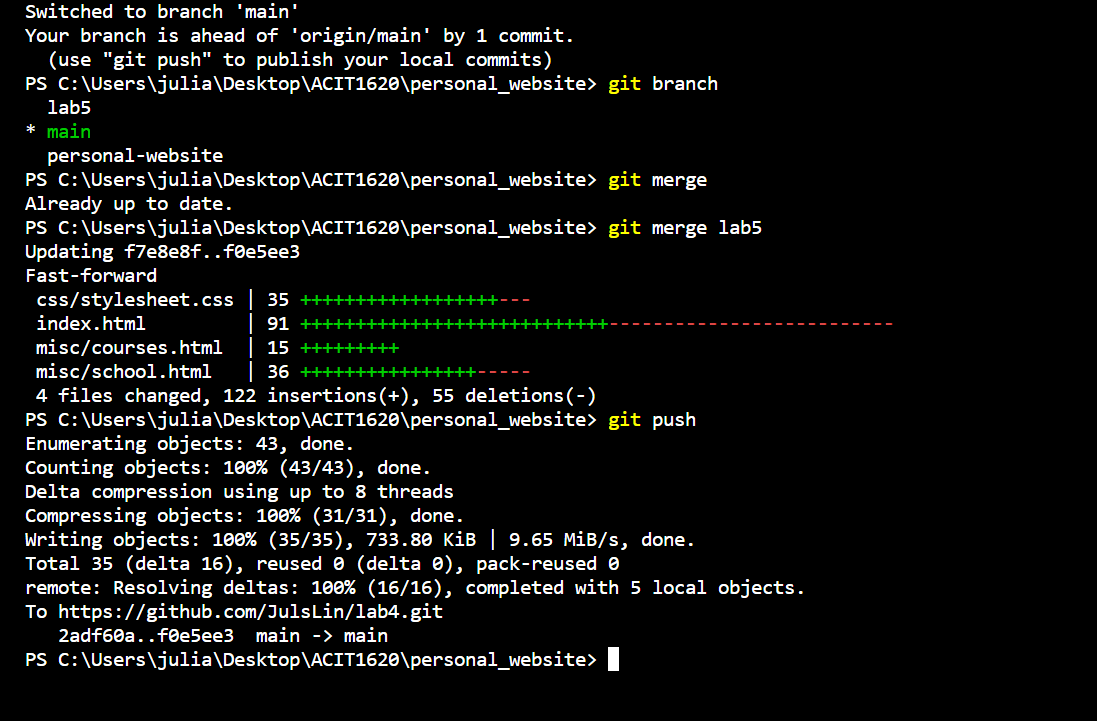 Switched to branch 'main'
Your branch is ahead of 'origin/main' by 1 commit.
  (use "git push" to publish your local commits)
PS C:\Users\julia\Desktop\ACIT1620\personal_website> git branch
  lab5
* main
  personal-website
PS C:\Users\julia\Desktop\ACIT1620\personal_website> git merge
Already up to date.
PS C:\Users\julia\Desktop\ACIT1620\personal_website> git merge lab5
Updating f7e8e8f..f0e5ee3
Fast-forward
 css/stylesheet.css | 35 ++++++++++++++++++---
 index.html         | 91 ++++++++++++++++++++++++++++--------------------------
 misc/courses.html  | 15 +++++++++
 misc/school.html   | 36 ++++++++++++++++-----
 4 files changed, 122 insertions(+), 55 deletions(-)
PS C:\Users\julia\Desktop\ACIT1620\personal_website> git push
Enumerating objects: 43, done.
Counting objects: 100% (43/43), done.
Delta compression using up to 8 threads
Compressing objects: 100% (31/31), done.
Writing objects: 100% (35/35), 733.80 KiB | 9.65 MiB/s, done.
Total 35 (delta 16), reused 0 (delta 0), pack-reused 0
remote: Resolving deltas: 100% (16/16), completed with 5 local objects.
To https://github.com/JulsLin/lab4.git
   2adf60a..f0e5ee3  main -> main
PS C:\Users\julia\Desktop\ACIT1620\personal_website>